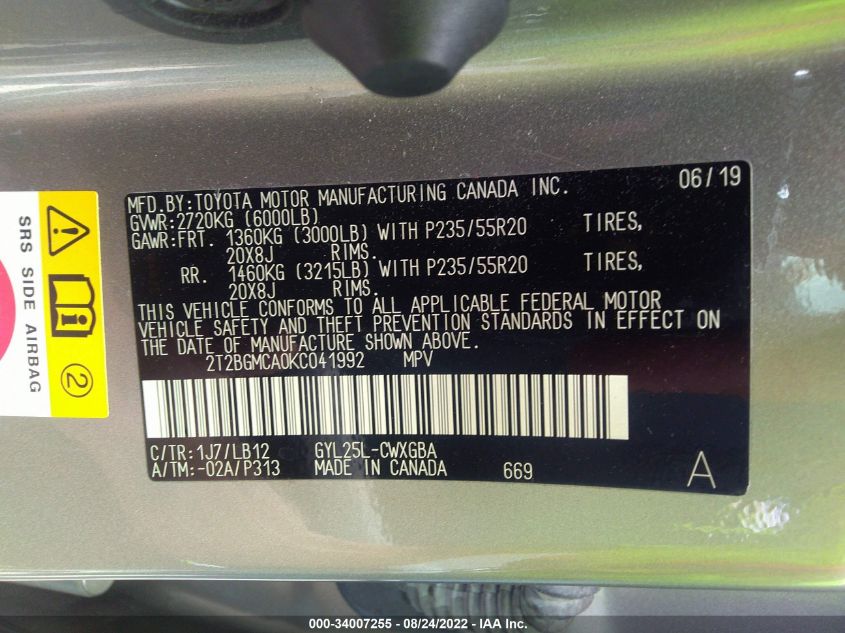 MFD.BY:TOYOTA MOTOR MANUFACTURING CANADA INC. 06/19
GVWR:2720KG (6000LB)
GAWR:FRT. 1360KG (3000LB) WITH P235/55R20 TIRES,
20X8J RIMS.
RR. 1460KG (3215LB) WITH P235/55R20 TIRES,
20X8J RIMS.
THIS VEHICLE CONFORMS TO ALL APPLICABLE FEDERAL MOTOR
VEHICLE SAFETY AND THEFT PREVENTION STANDARDS IN EFFECT ON
THE DATE OF MANUFACTURE SHOWN ABOVE.
2T2BGMCA0KC041992 MPV
C/TR:1J7/LB12 GYL25L-CWXGBA
A/TM:-02A/P313 MADE IN CANADA 669 A
SRS SIDE AIRBAG
2
000-34007255 - 08/24/2022 - IAA Inc.